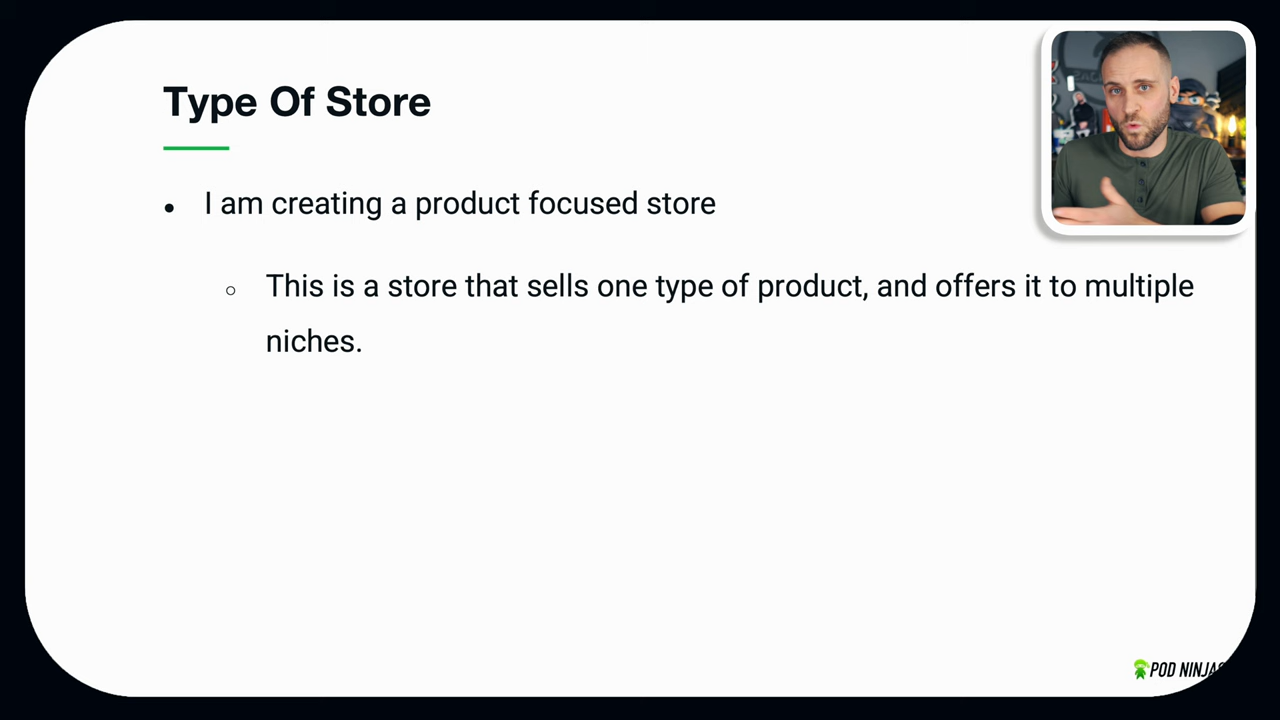 Type Of Store
● I am creating a product focused store
○ This is a store that sells one type of product, and offers it to multiple
niches.
POD NINJAS